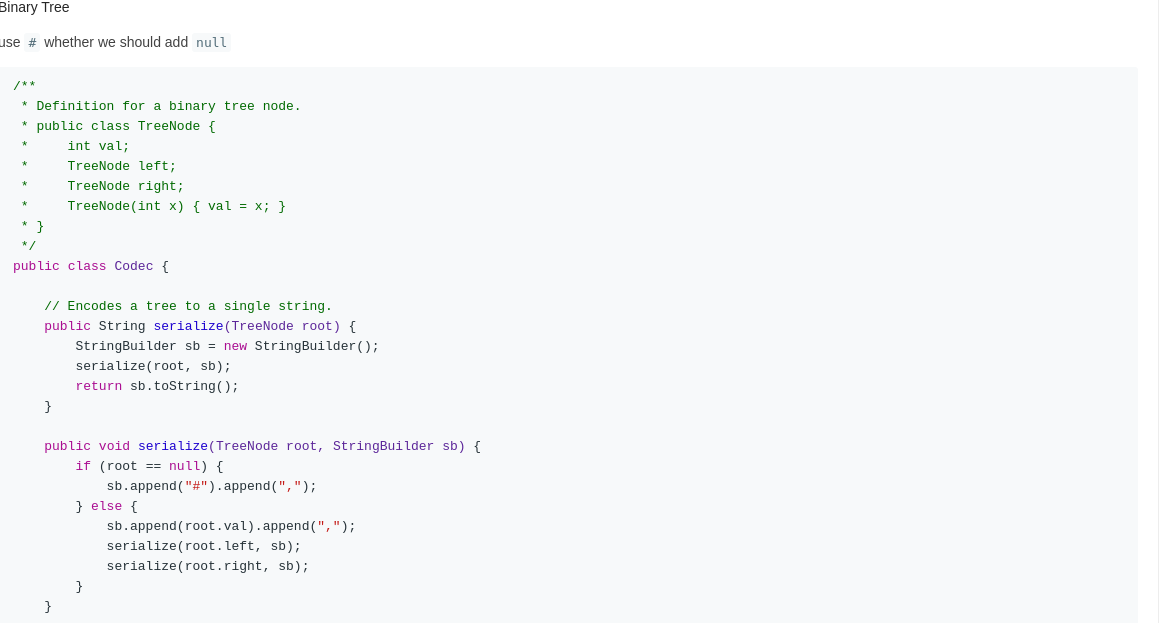 Binary Tree
use # whether we should add null
/**
 * Definition for a binary tree node.
 * public class TreeNode {
 *     int val;
 *     TreeNode left;
 *     TreeNode right;
 *     TreeNode(int x) { val = x; }
 * }
 */
public class Codec {

    // Encodes a tree to a single string.
    public String serialize(TreeNode root) {
        StringBuilder sb = new StringBuilder();
        serialize(root, sb);
        return sb.toString();
    }

    public void serialize(TreeNode root, StringBuilder sb) {
        if (root == null) {
            sb.append("#").append(",");
        } else {
            sb.append(root.val).append(",");
            serialize(root.left, sb);
            serialize(root.right, sb);
        }
    }